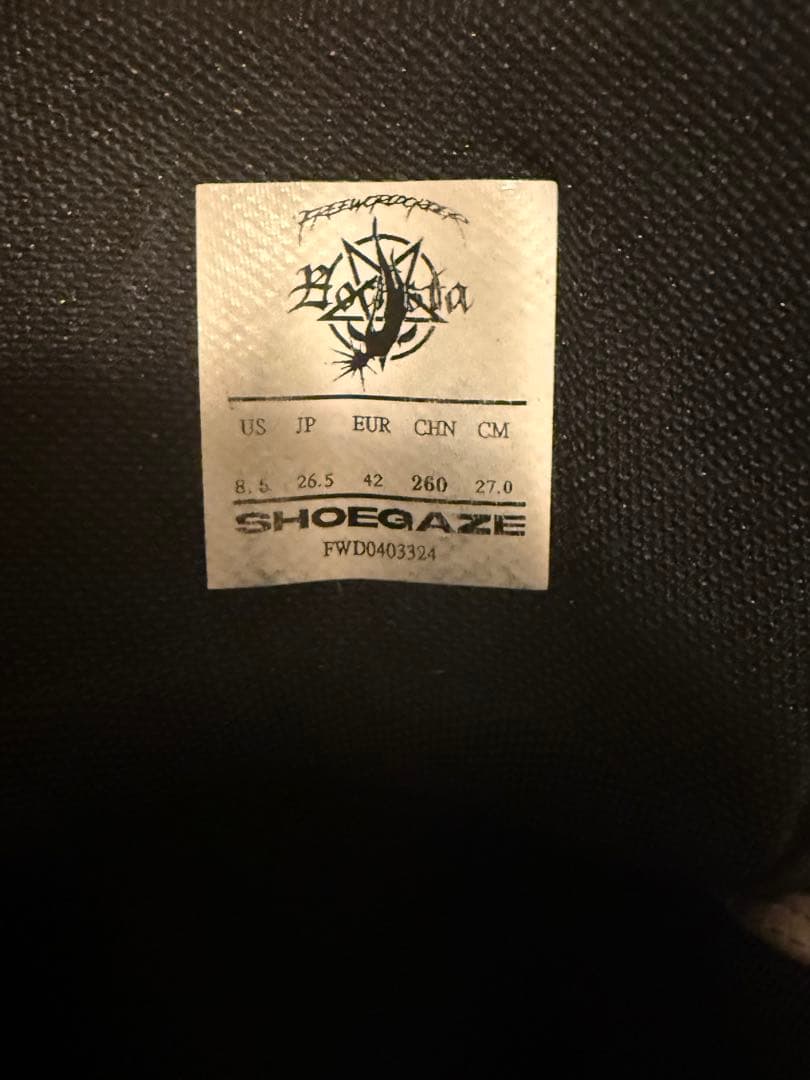 US JP EUR CHN CM
8.5 26.5 42 260 27.0
SHOEGAZE
FWD0403324